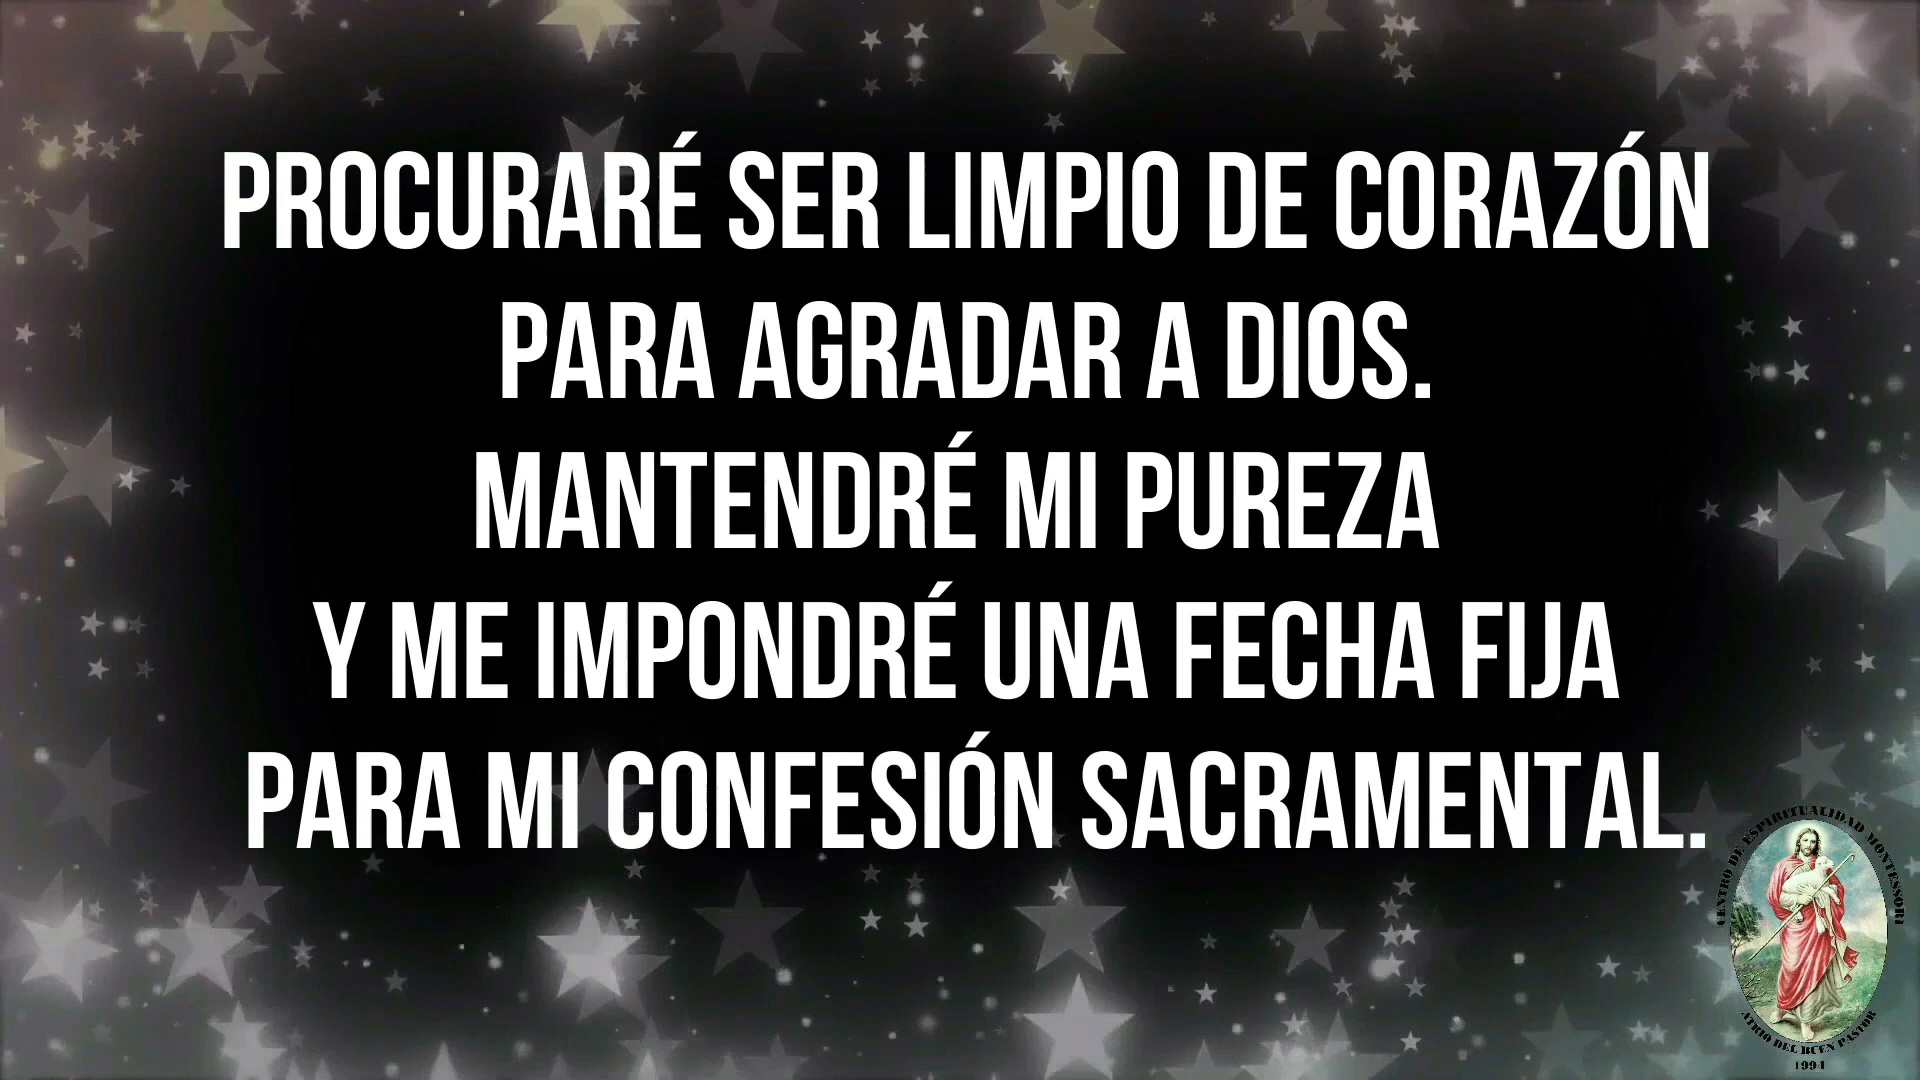 PROCURARÉ SER LIMPIO DE CORAZÓN
PARA AGRADAR A DIOS.
MANTENDRÉ MI PUREZA
Y ME IMPONDRÉ UNA FECHA FIJA
PARA MI CONFESIÓN SACRAMENTAL.
CENTRO DE ESPIRITUALIDAD MONTESSORI
ATRIO DEL BUEN PASTOR
1994